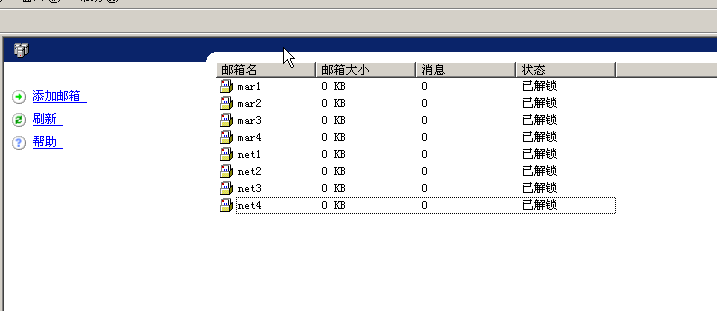 邮箱名 邮箱大小 消息 状态
添加邮箱
刷新
帮助
mar1 0 KB 0 已解锁
mar2 0 KB 0 已解锁
mar3 0 KB 0 已解锁
mar4 0 KB 0 已解锁
net1 0 KB 0 已解锁
net2 0 KB 0 已解锁
net3 0 KB 0 已解锁
net4 0 KB 0 已解锁